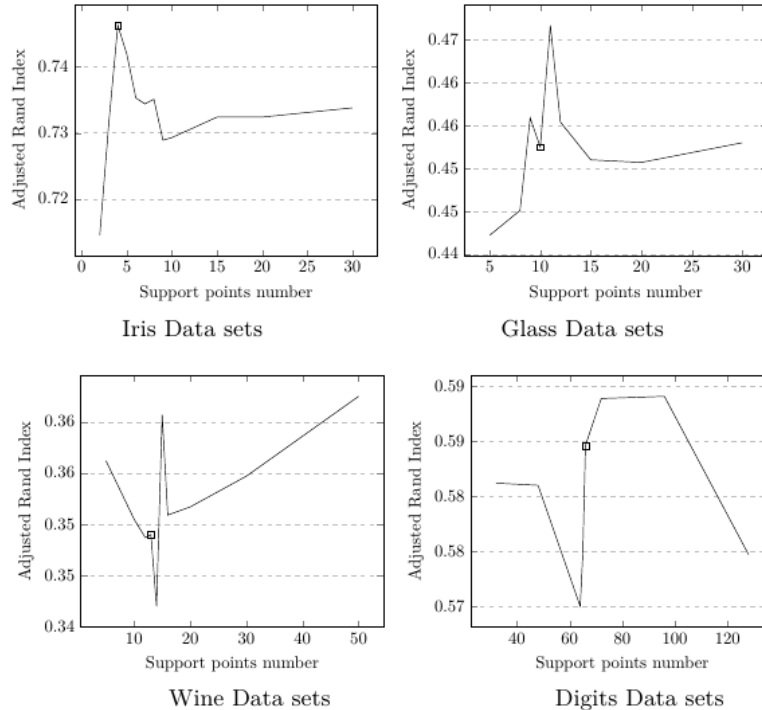 Adjusted Rand Index
0.74
0.73
0.72
0 5 10 15 20 25 30
Support points number
Iris Data sets
Adjusted Rand Index
0.47
0.46
0.46
0.45
0.45
0.44
5 10 15 20 25 30
Support points number
Glass Data sets
Adjusted Rand Index
0.36
0.36
0.35
0.35
0.34
10 20 30 40 50
Support points number
Wine Data sets
Adjusted Rand Index
0.59
0.59
0.58
0.58
0.57
40 60 80 100 120
Support points number
Digits Data sets